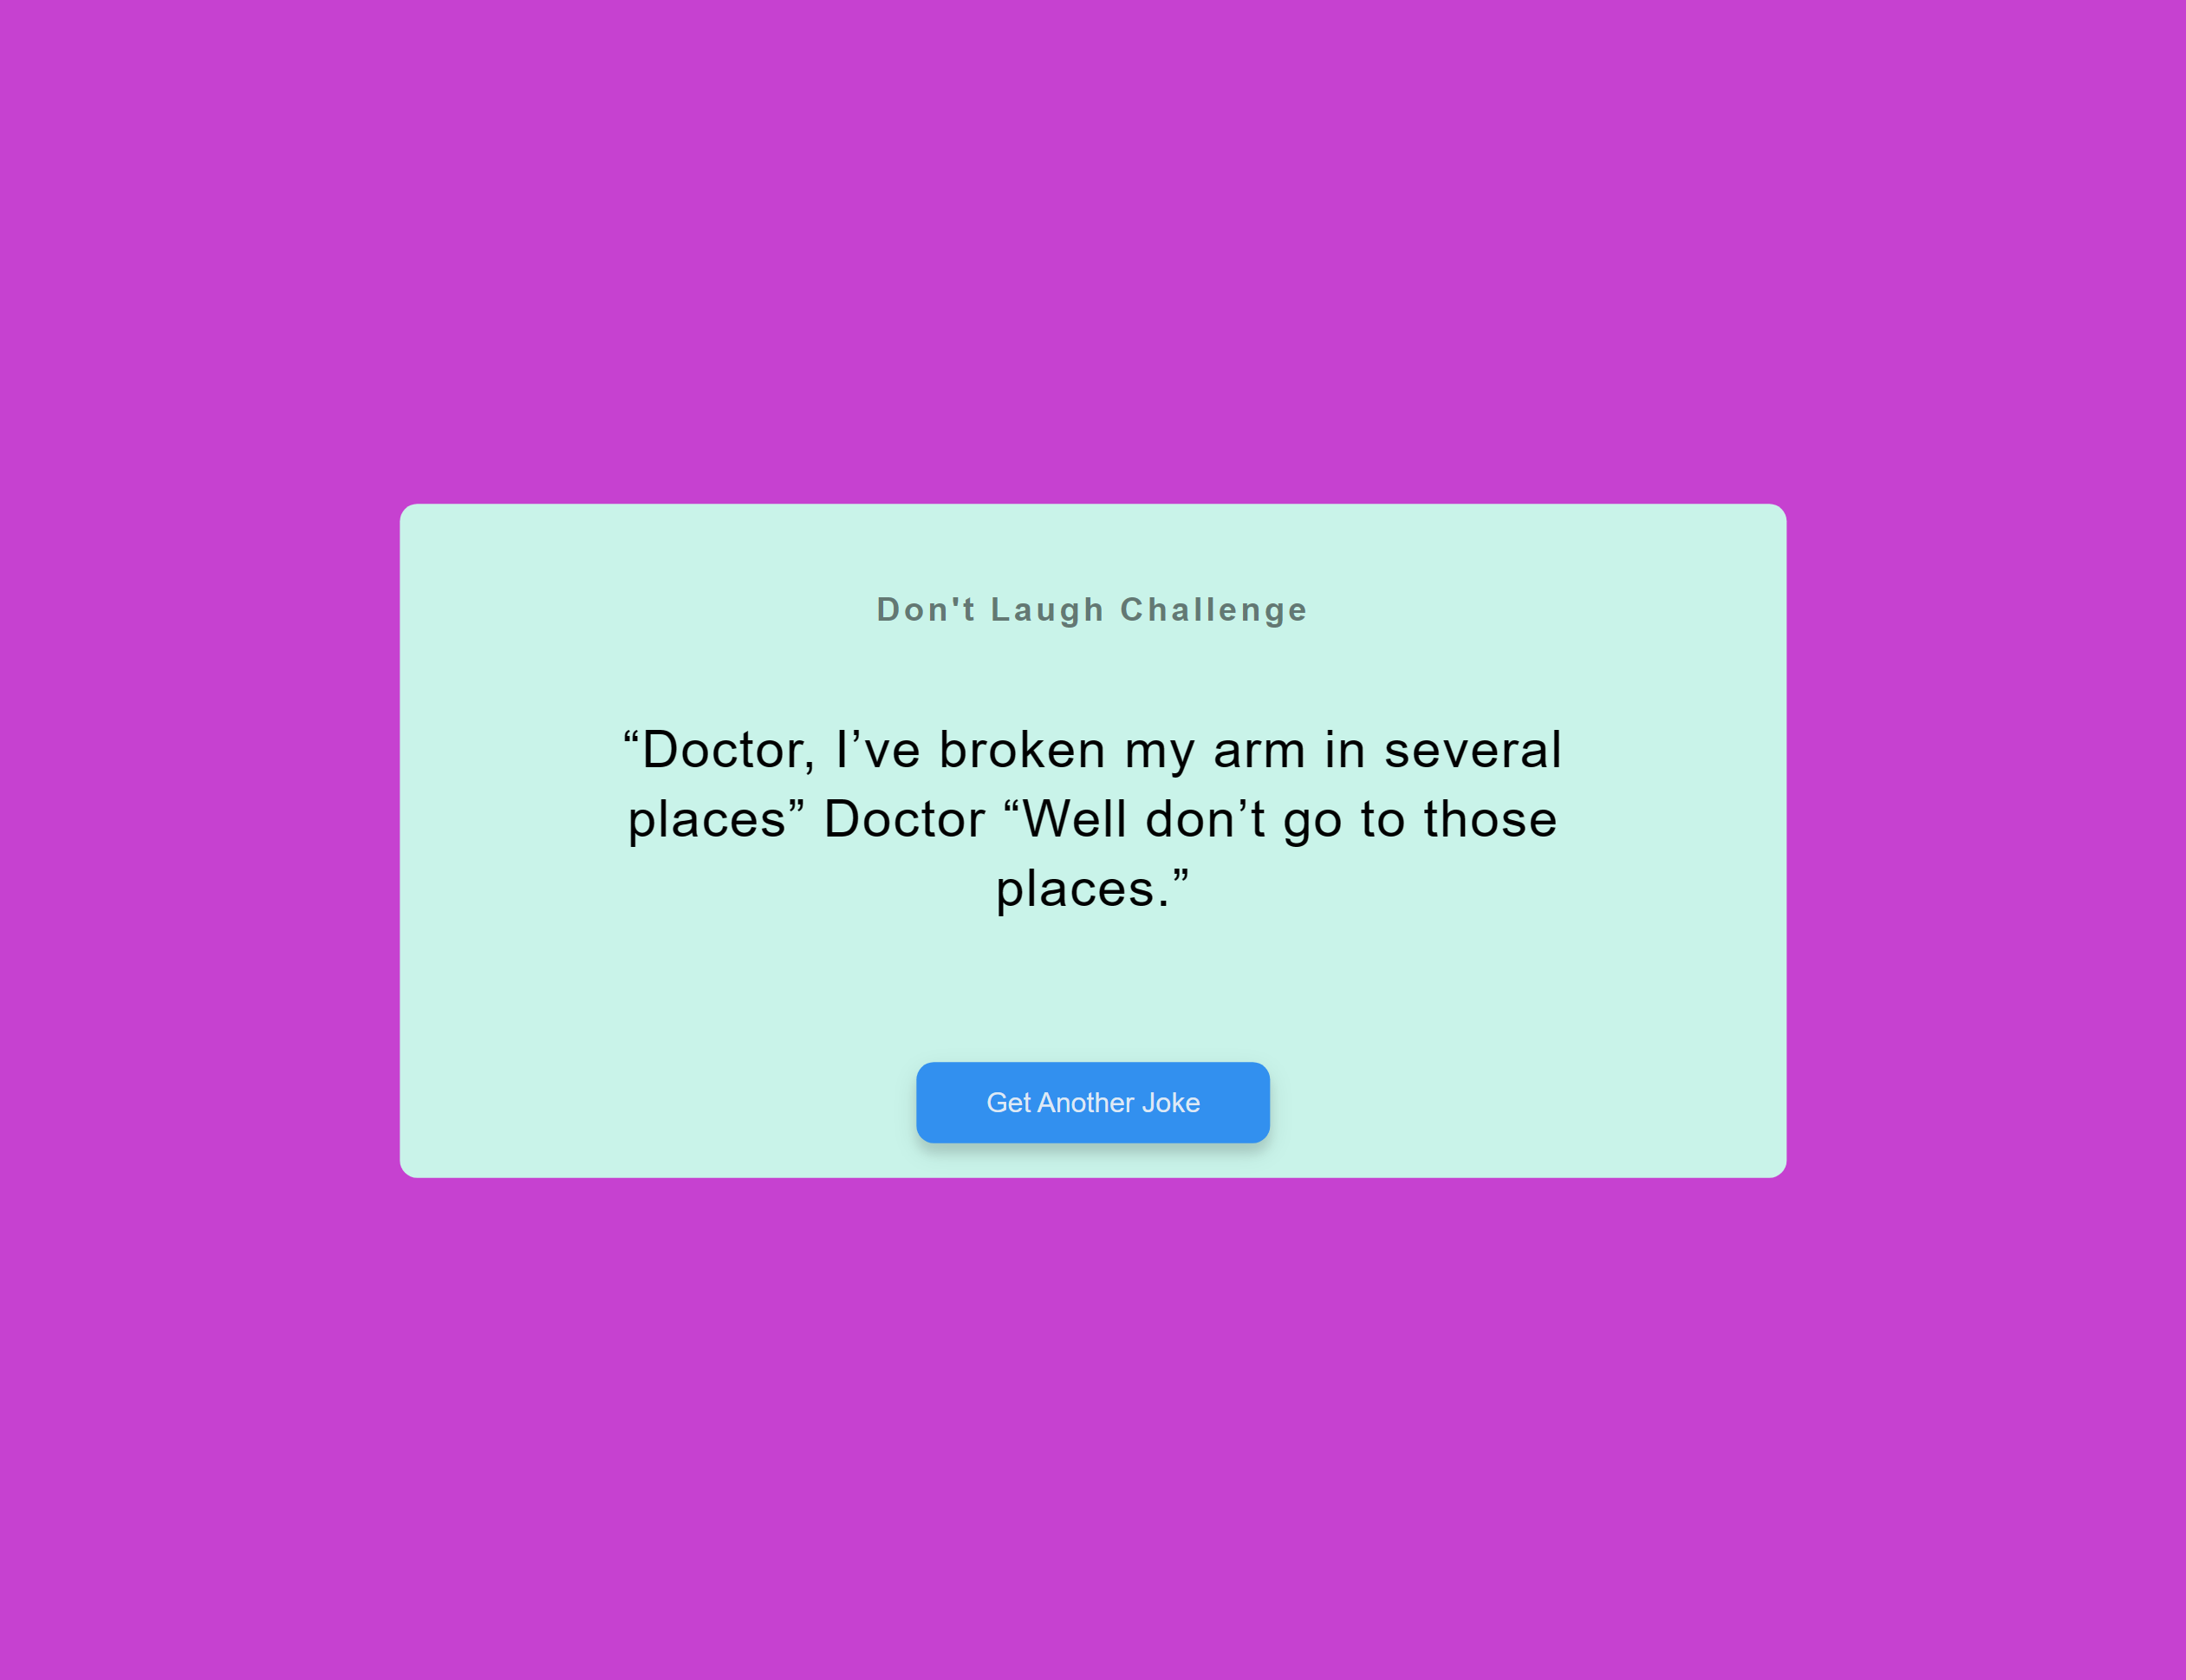 Don't Laugh Challenge
“Doctor, I’ve broken my arm in several
places” Doctor “Well don’t go to those
places.”
Get Another Joke